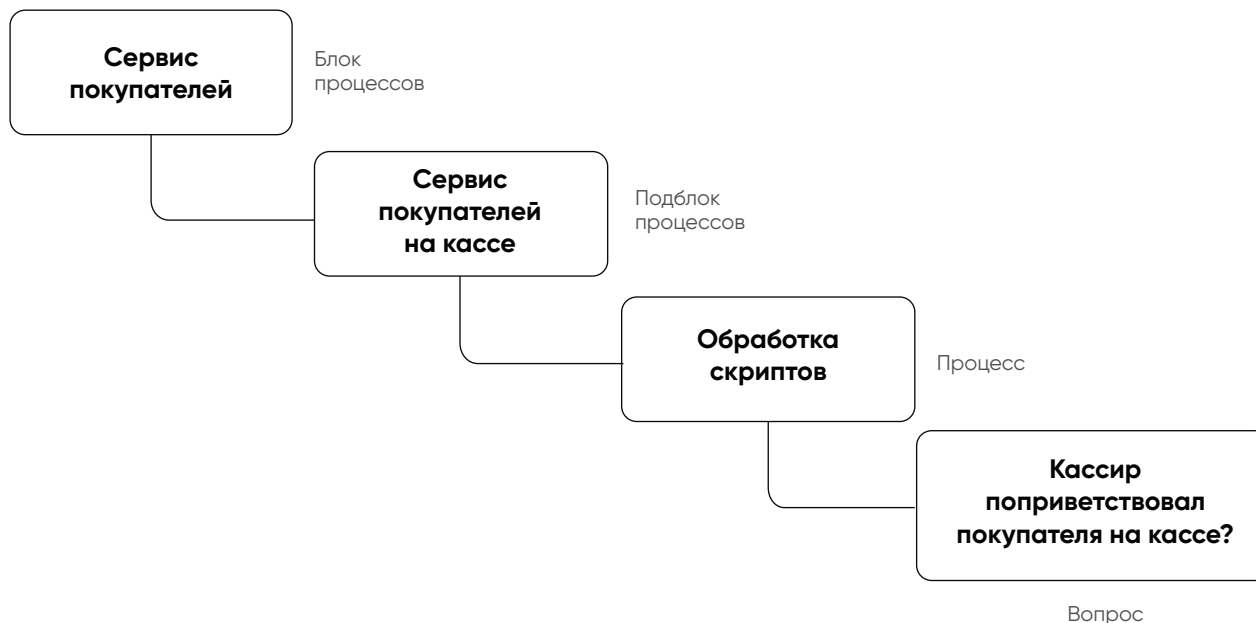 Сервис
покупателей
Блок
процессов
Сервис
покупателей
на кассе
Подблок
процессов
Обработка
скриптов
Процесс
Кассир
поприветствовал
покупателя на кассе?
Вопрос